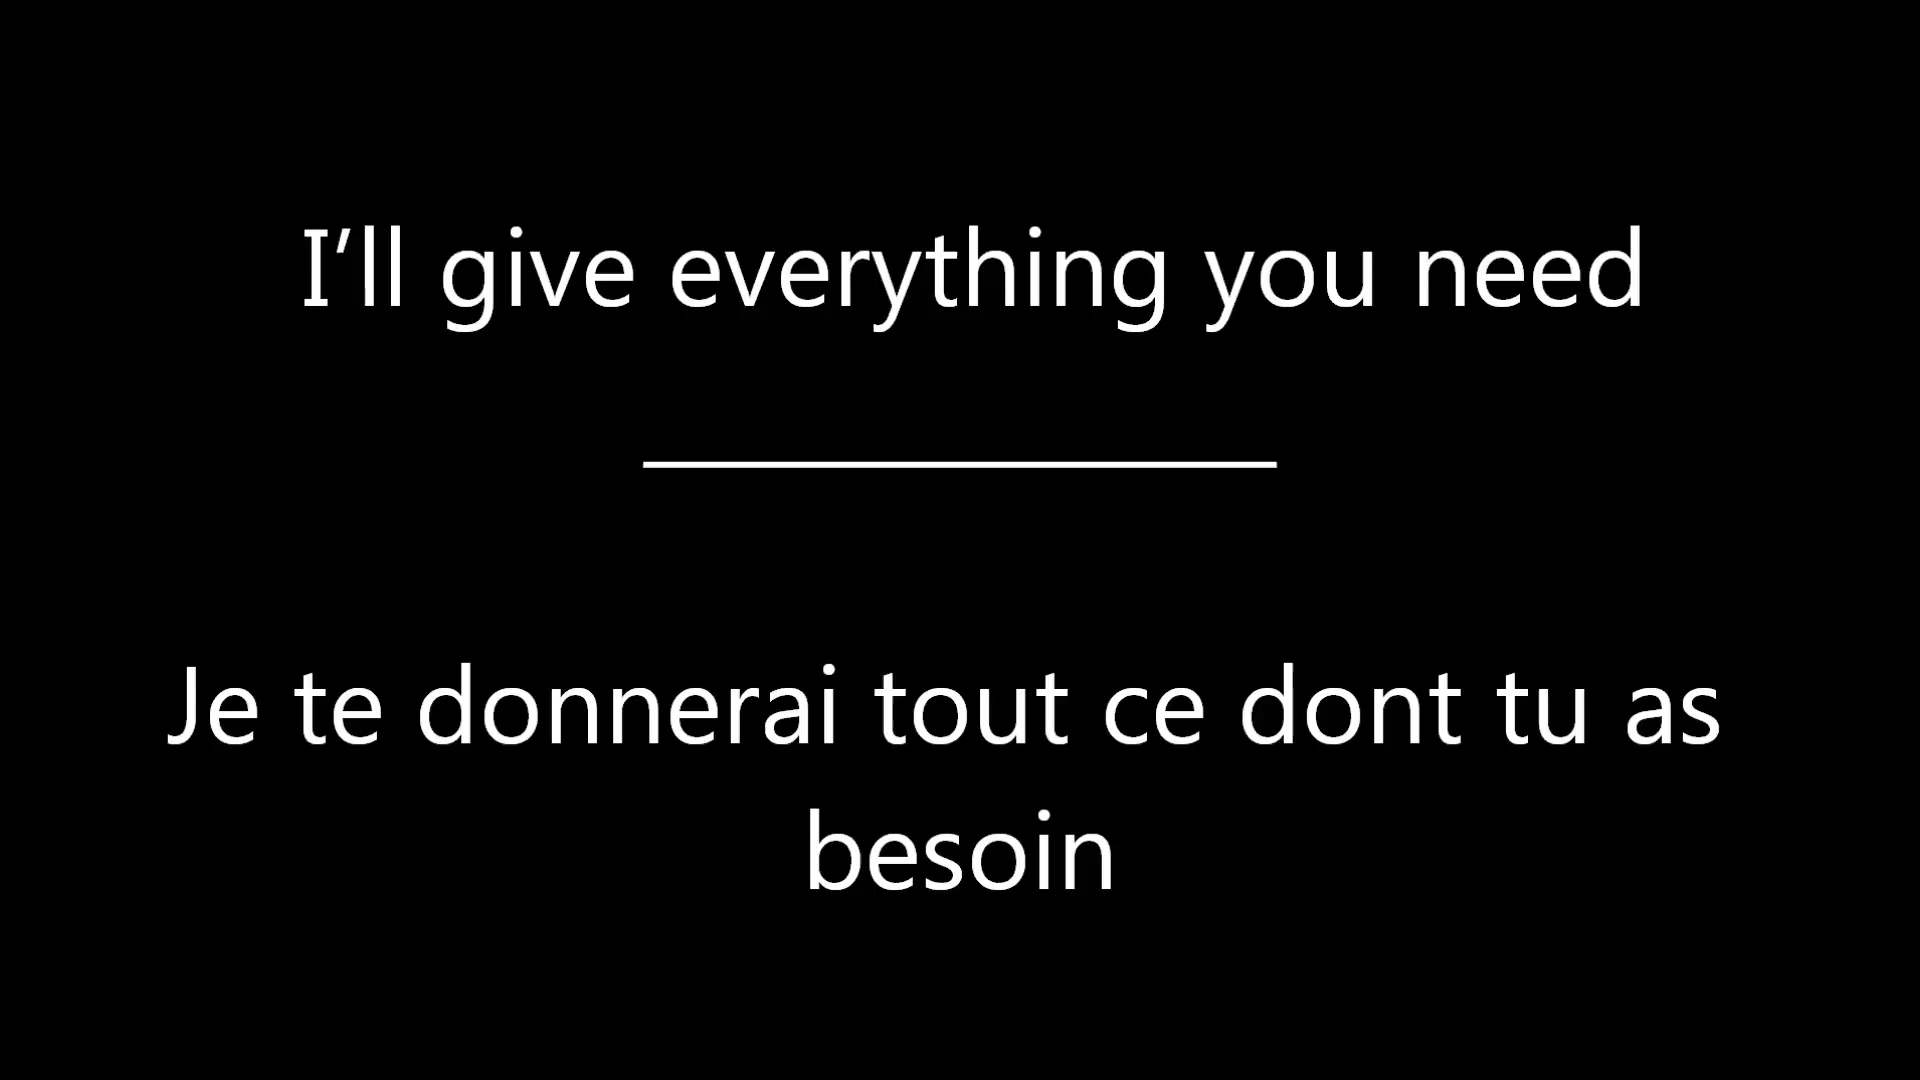 I’ll give everything you need
Je te donnerai tout ce dont tu as
besoin